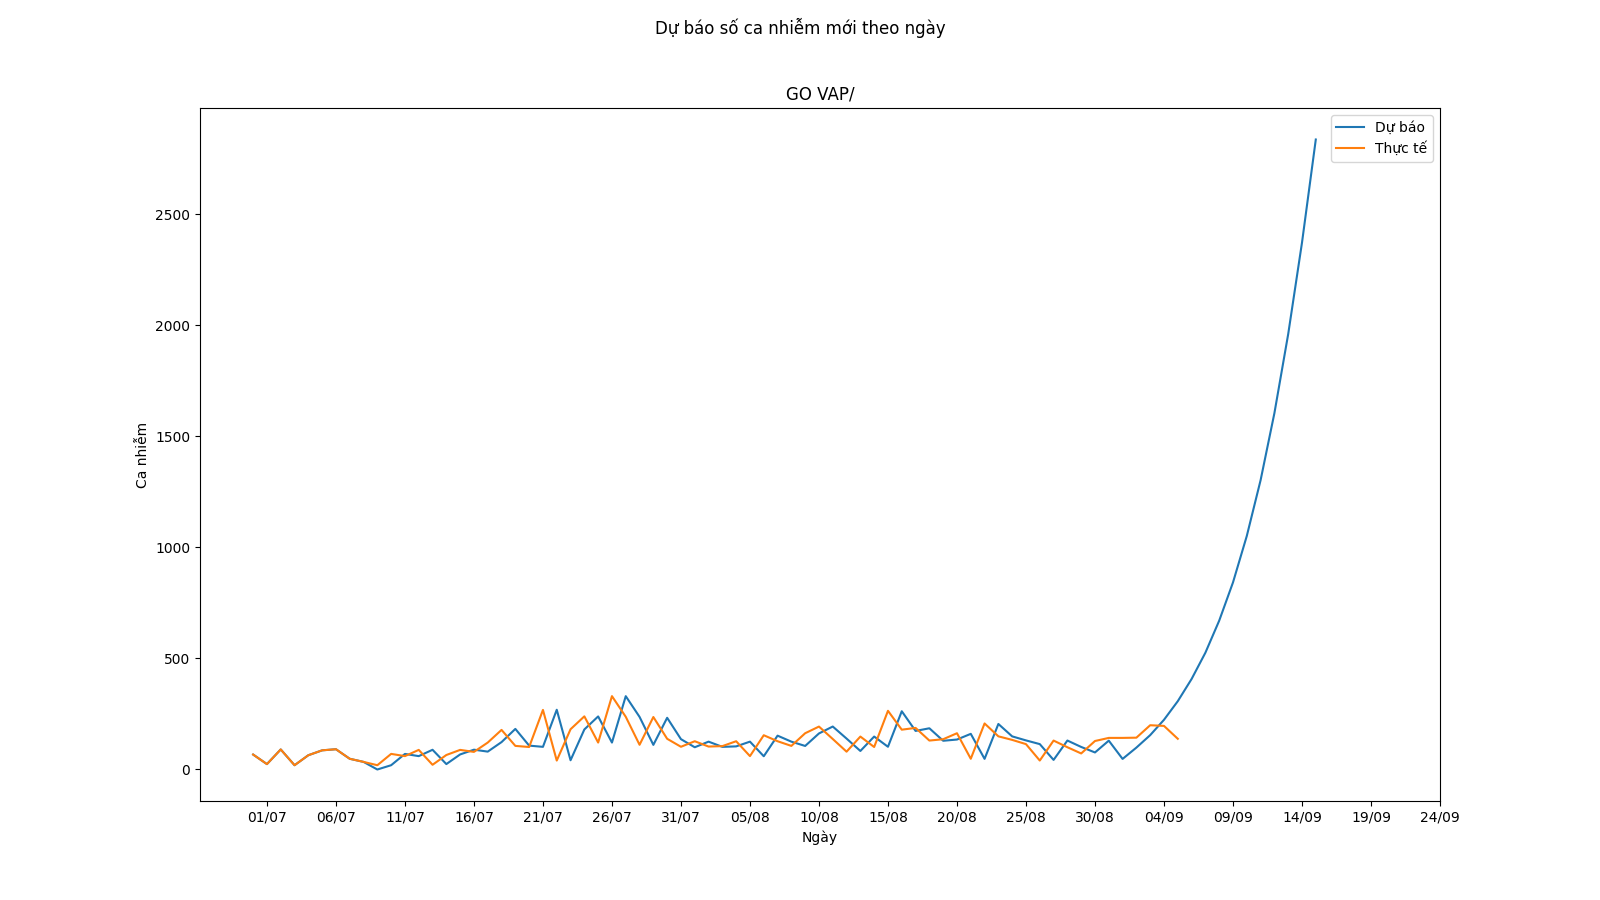 Dự báo số ca nhiễm mới theo ngày
GO VAP/
Dự báo
Thực tế
2500
2000
1500
1000
500
0
Ca nhiễm
01/07 06/07 11/07 16/07 21/07 26/07 31/07 05/08 10/08 15/08 20/08 25/08 30/08 04/09 09/09 14/09 19/09 24/09
Ngày